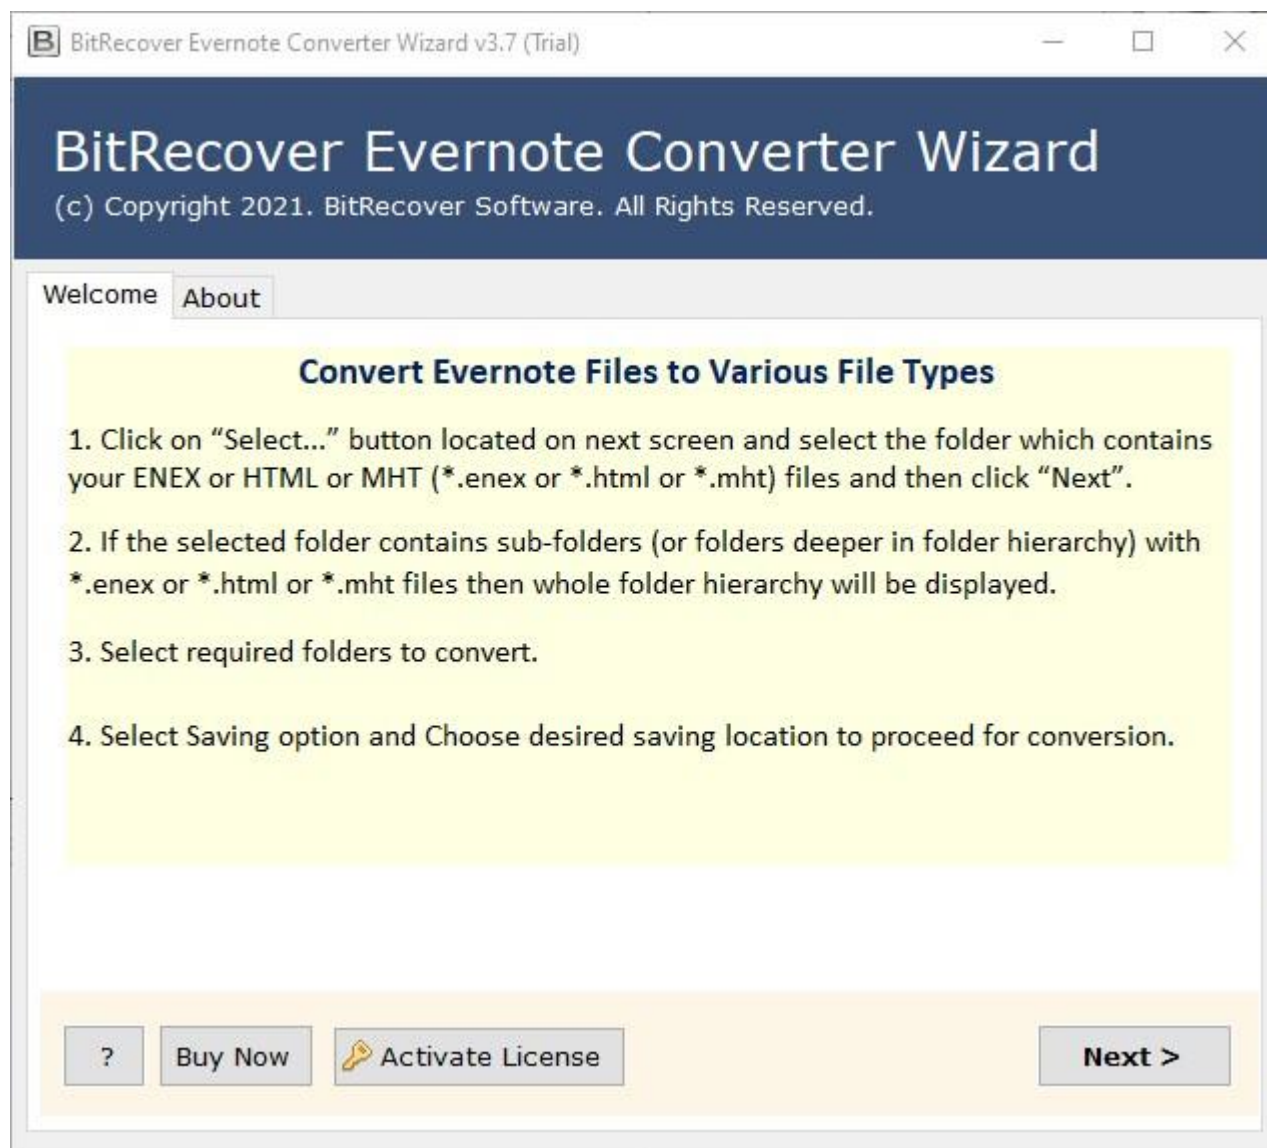 B BitRecover Evernote Converter Wizard v3.7 (Trial)
BitRecover Evernote Converter Wizard
(c) Copyright 2021. BitRecover Software. All Rights Reserved.
Welcome About
Convert Evernote Files to Various File Types
1. Click on “Select...” button located on next screen and select the folder which contains
your ENEX or HTML or MHT (*.enex or *.html or *.mht) files and then click “Next”.
2. If the selected folder contains sub-folders (or folders deeper in folder hierarchy) with
*.enex or *.html or *.mht files then whole folder hierarchy will be displayed.
3. Select required folders to convert.
4. Select Saving option and Choose desired saving location to proceed for conversion.
? Buy Now Activate License Next >